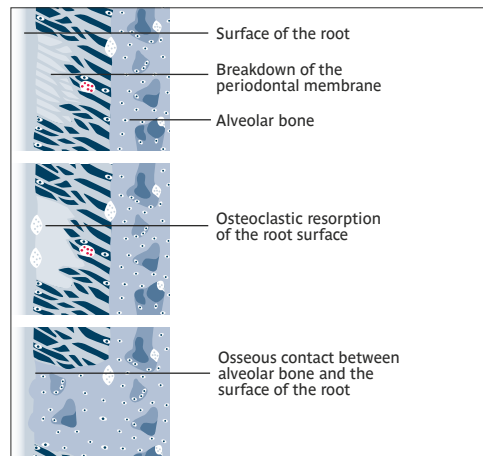 Surface of the root
Breakdown of the
periodontal membrane
Alveolar bone
Osteoclastic resorption
of the root surface
Osseous contact between
alveolar bone and the
surface of the root